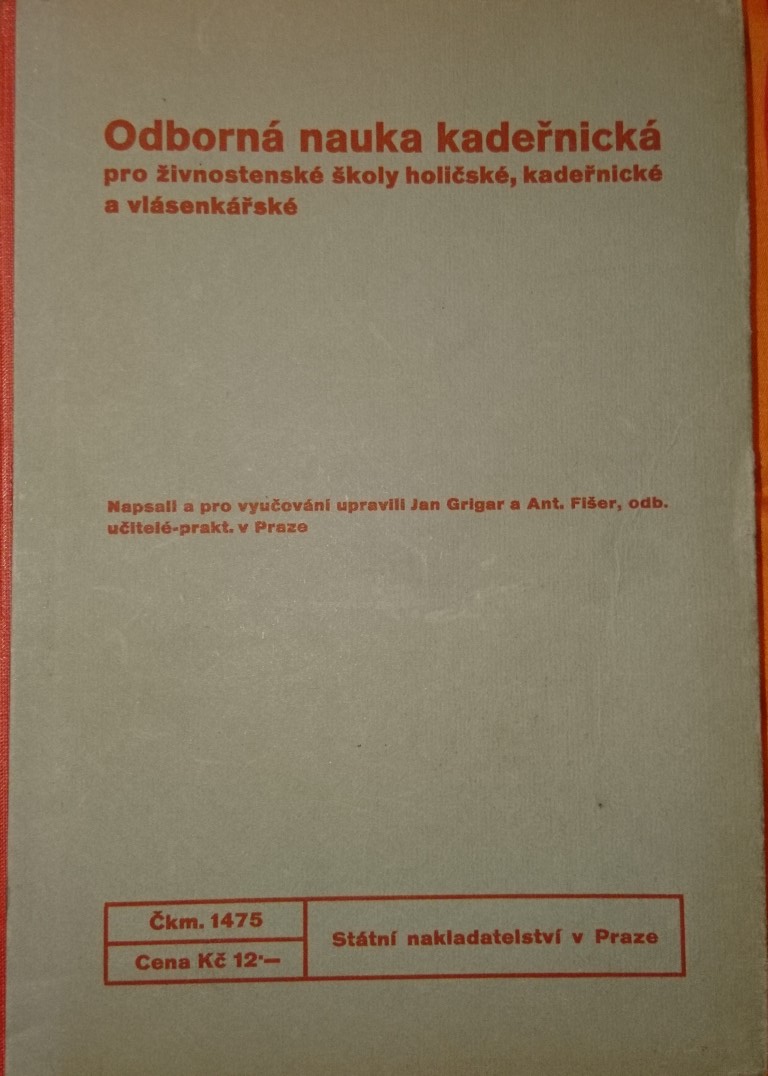 Odborná nauka kadeřnická
pro živnostenské školy holičské, kadeřnické
a vlásenkářské
Napsali a pro vyučování upravili Jan Grigar a Ant. Fišer, odb.
učitelé-prakt. v Praze
Čkm. 1475
Cena Kč 12·—
Státní nakladatelství v Praze